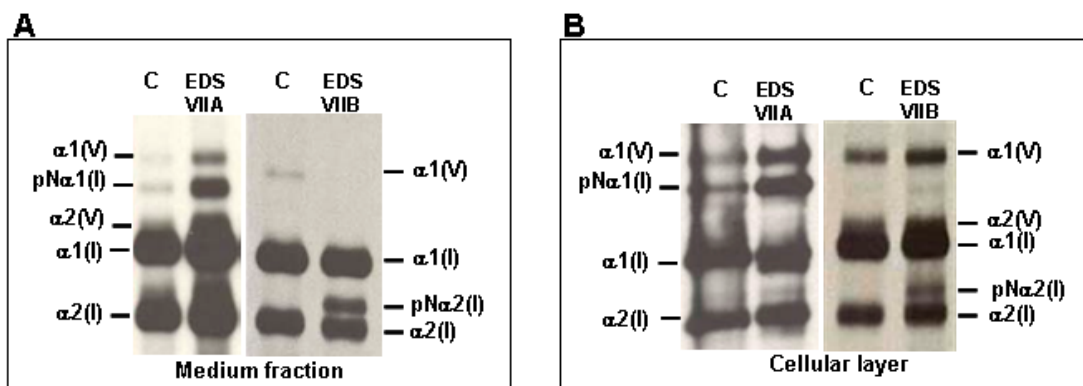 A
C EDS VIIA C EDS VIIB
α1(V)
pNα1(I)
α2(V)
α1(I)
α2(I)
α1(V)
α1(I)
pNα2(I)
α2(I)
Medium fraction
B
C EDS VIIA C EDS VIIB
α1(V)
pNα1(I)
α1(I)
α2(I)
α1(V)
α2(V)
α1(I)
pNα2(I)
α2(I)
Cellular layer